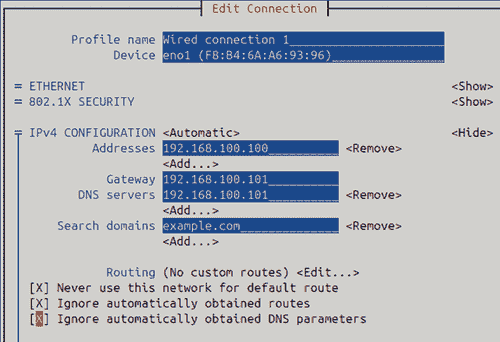 Edit Connection
Profile name Wired connection 1
Device eno1 (F8:B4:6A:A6:93:96)
= ETHERNET <Show>
= 802.1X SECURITY <Show>
= IPv4 CONFIGURATION <Automatic> <Hide>
Addresses 192.168.100.100 <Remove>
<Add...>
Gateway 192.168.100.101
DNS servers 192.168.100.101 <Remove>
<Add...>
Search domains example.com <Remove>
<Add...>
Routing (No custom routes) <Edit...>
[X] Never use this network for default route
[X] Ignore automatically obtained routes
[X] Ignore automatically obtained DNS parameters